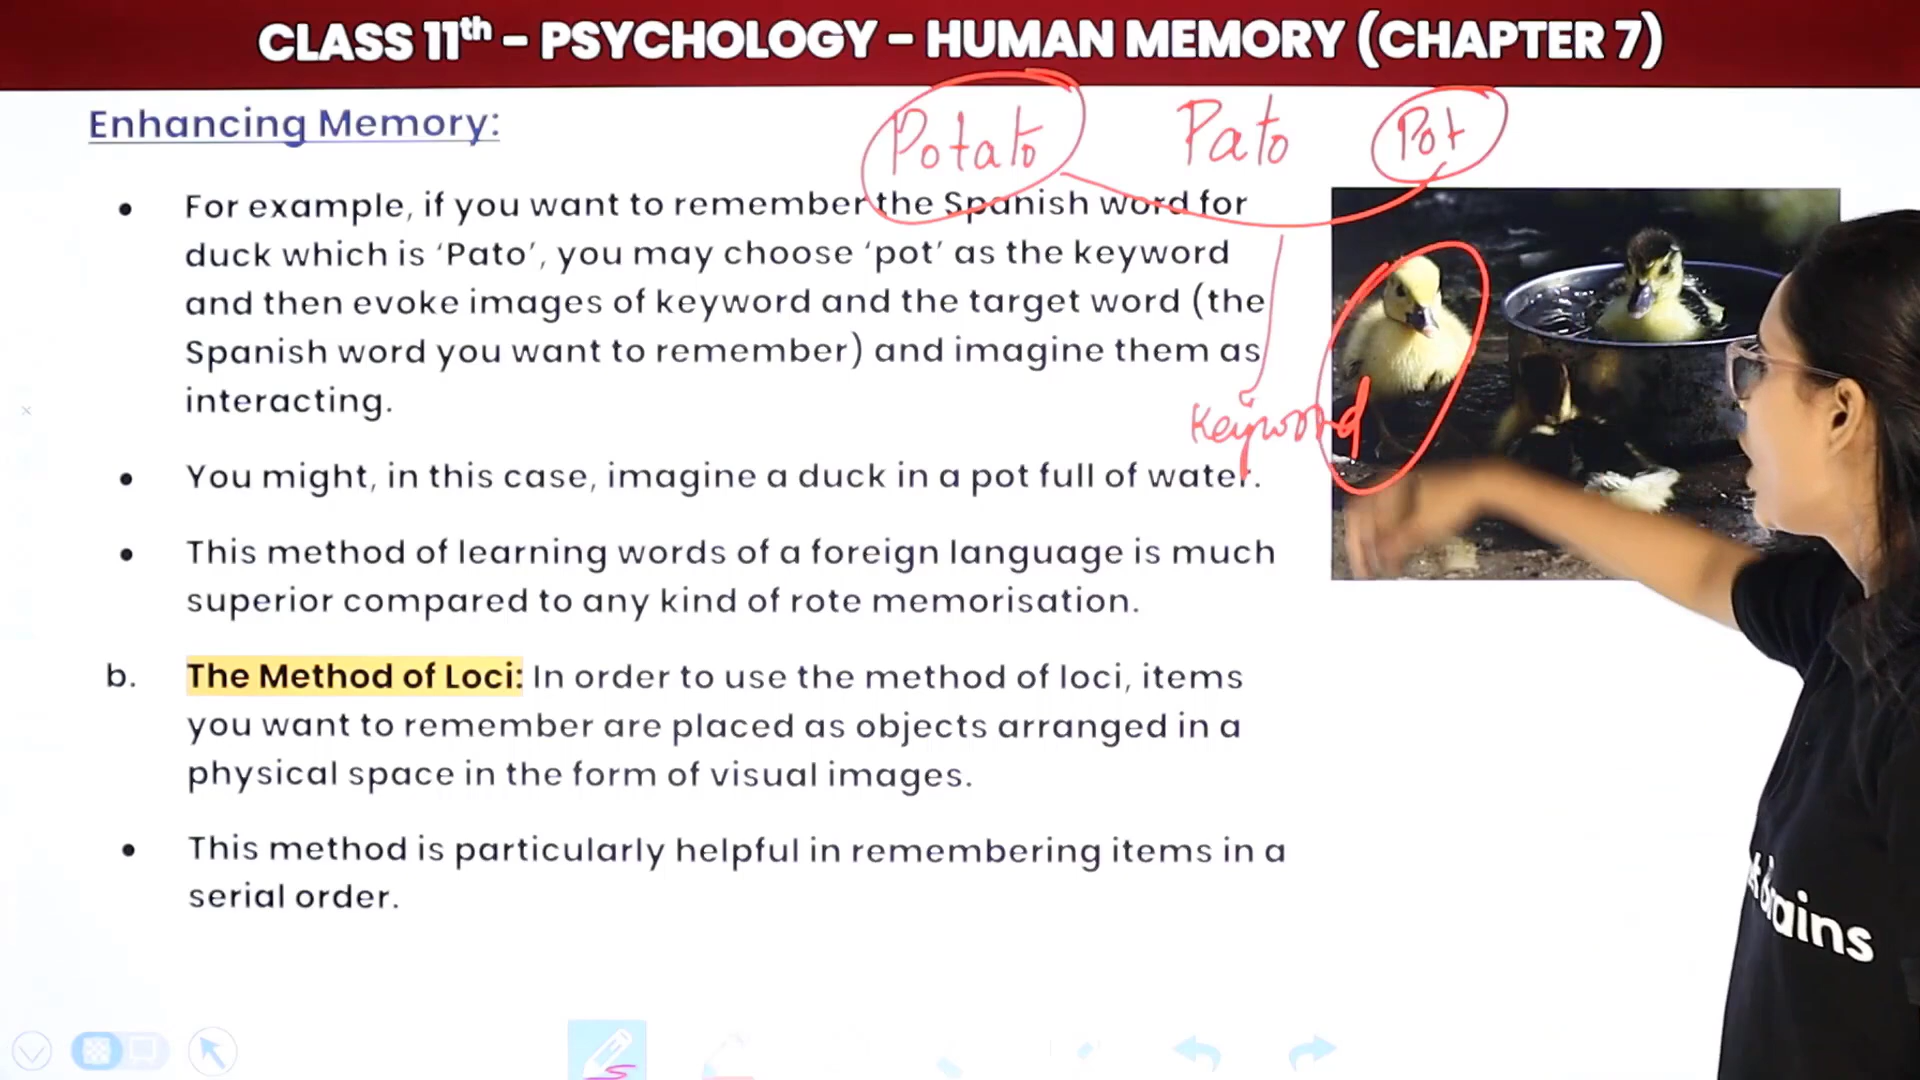 CLASS 11th – PSYCHOLOGY – HUMAN MEMORY (CHAPTER 7)
Enhancing Memory:
Potato Pato Pot
• For example, if you want to remember the Spanish word for
duck which is ‘Pato’, you may choose ‘pot’ as the keyword
and then evoke images of keyword and the target word (the
Spanish word you want to remember) and imagine them as
interacting.
Keyword
• You might, in this case, imagine a duck in a pot full of water.
• This method of learning words of a foreign language is much
superior compared to any kind of rote memorisation.
b. The Method of Loci: In order to use the method of loci, items
you want to remember are placed as objects arranged in a
physical space in the form of visual images.
• This method is particularly helpful in remembering items in a
serial order.